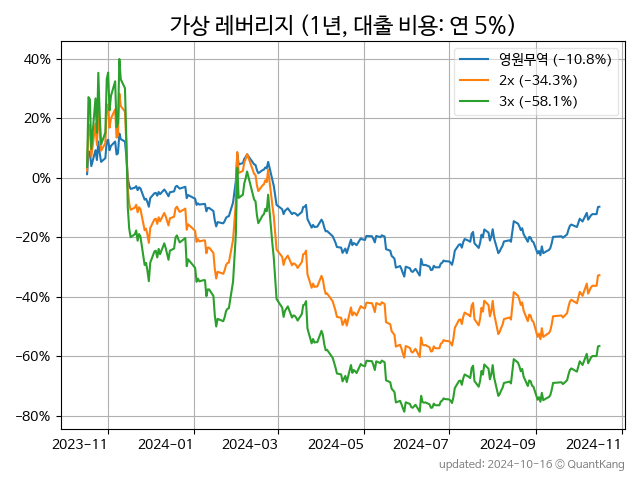 가상 레버리지 (1년, 대출 비용: 연 5%)
영원무역 (−10.8%)
2x (−34.3%)
3x (−58.1%)
40%
20%
0%
−20%
−40%
−60%
−80%
2023-11 2024-01 2024-03 2024-05 2024-07 2024-09 2024-11
updated: 2024-10-16 © QuantKang